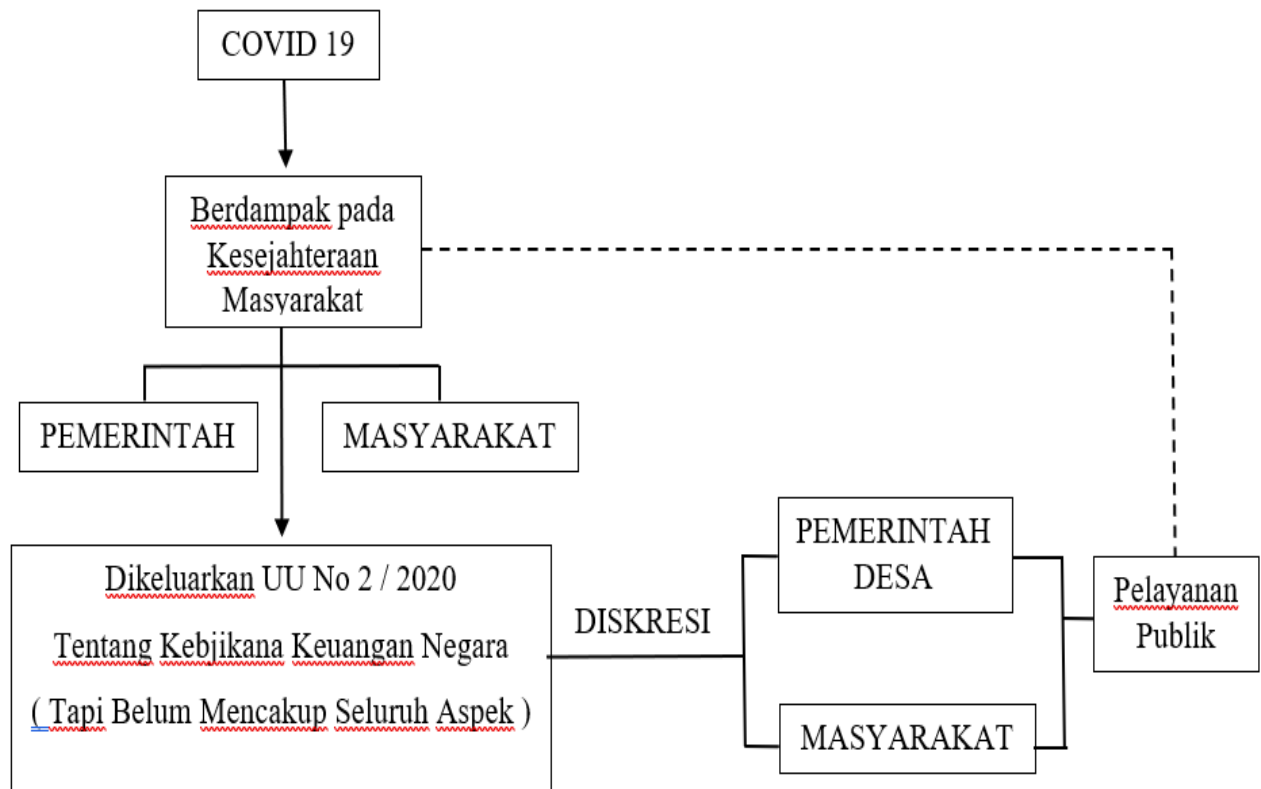 COVID 19
Berdampak pada
Kesejahteraan
Masyarakat
PEMERINTAH
MASYARAKAT
Dikeluarkan UU No 2 / 2020
Tentang Kebjikana Keuangan Negara
( Tapi Belum Mencakup Seluruh Aspek )
DISKRESI
PEMERINTAH
DESA
MASYARAKAT
Pelayanan
Publik